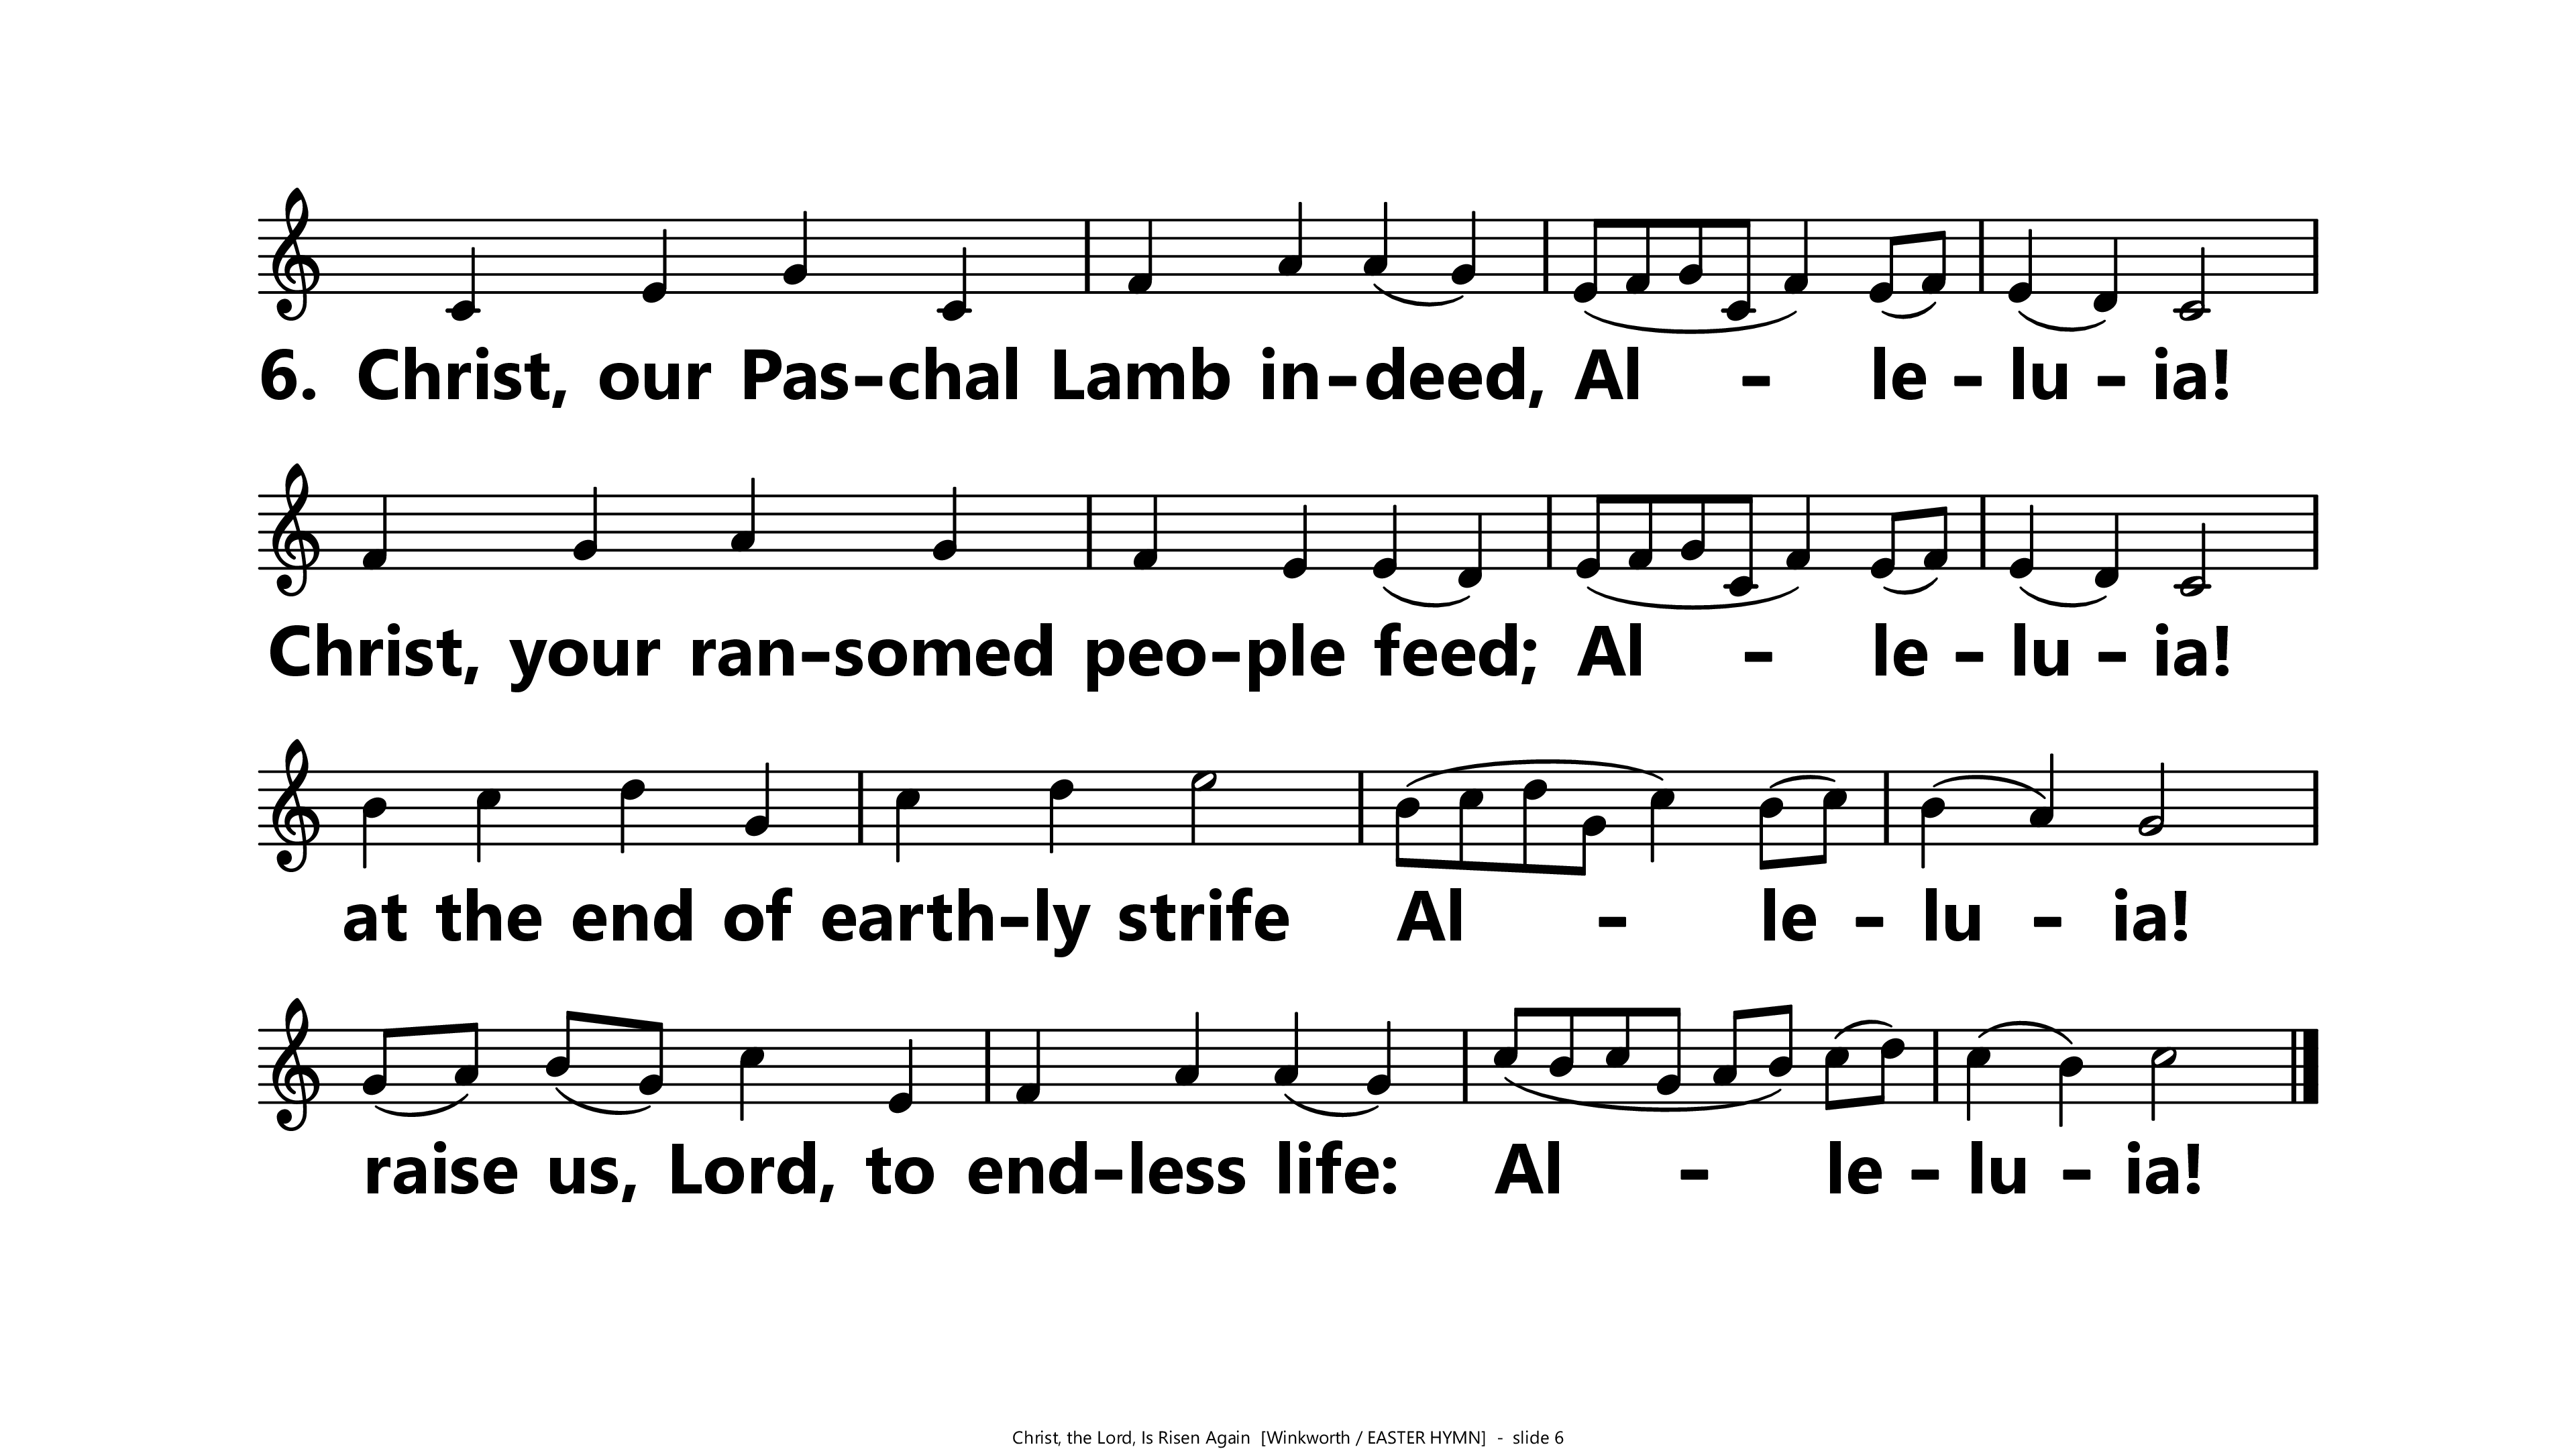 6. Christ, our Pas-chal Lamb in-deed, Al - le - lu - ia!
Christ, your ran-somed peo-ple feed; Al - le - lu - ia!
at the end of earth-ly strife Al - le - lu - ia!
raise us, Lord, to end-less life: Al - le - lu - ia!
Christ, the Lord, Is Risen Again [Winkworth / EASTER HYMN] - slide 6